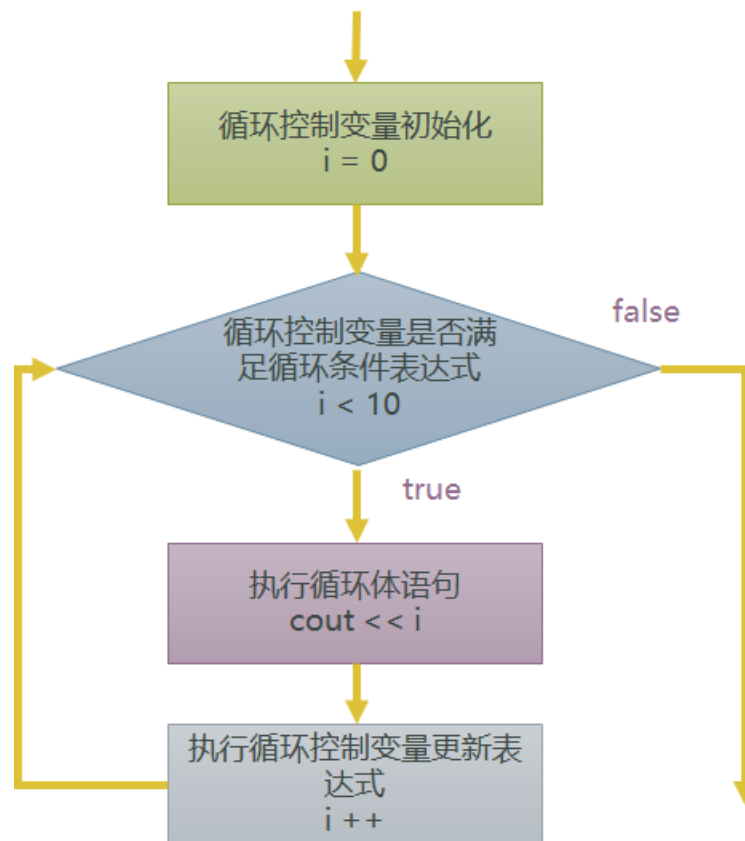 循环控制变量初始化
i = 0
循环控制变量是否满
足循环条件表达式
i < 10
false
true
执行循环体语句
cout << i
执行循环控制变量更新表
达式
i ++